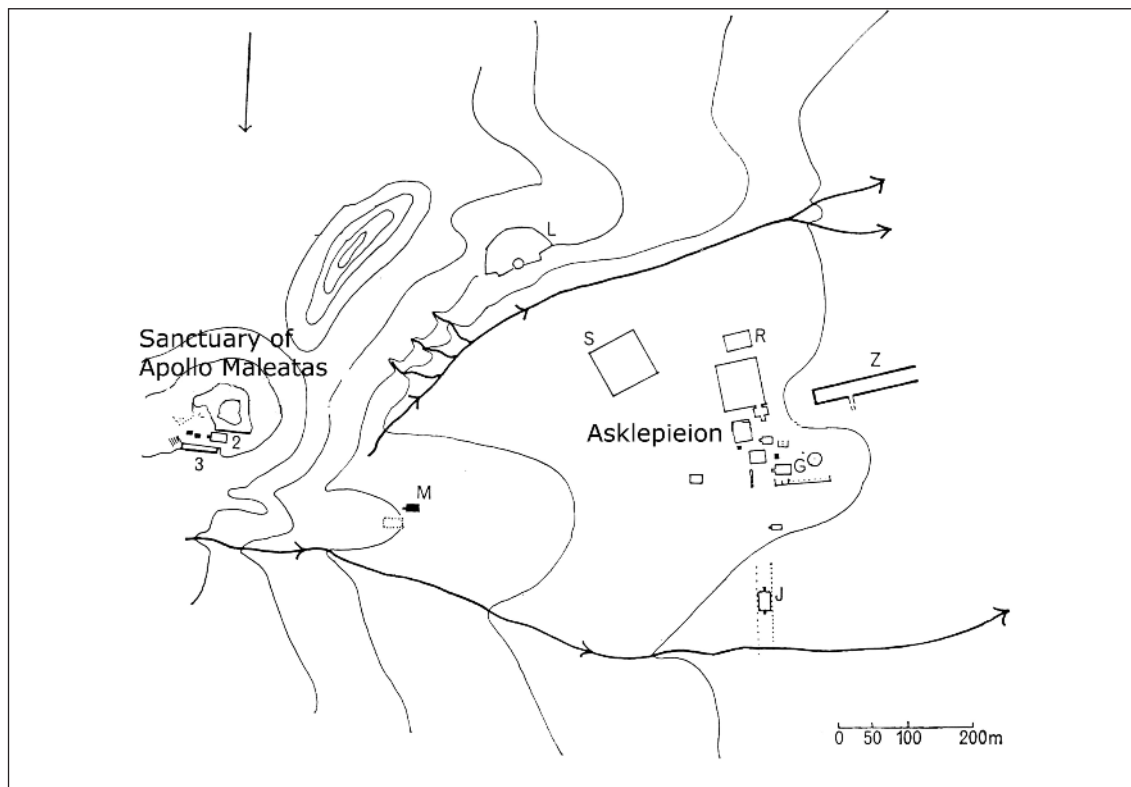 L
Sanctuary of
Apollo Maleatas
S
R
Z
2
3
Asklepieion
G
M
J
0 50 100 200m